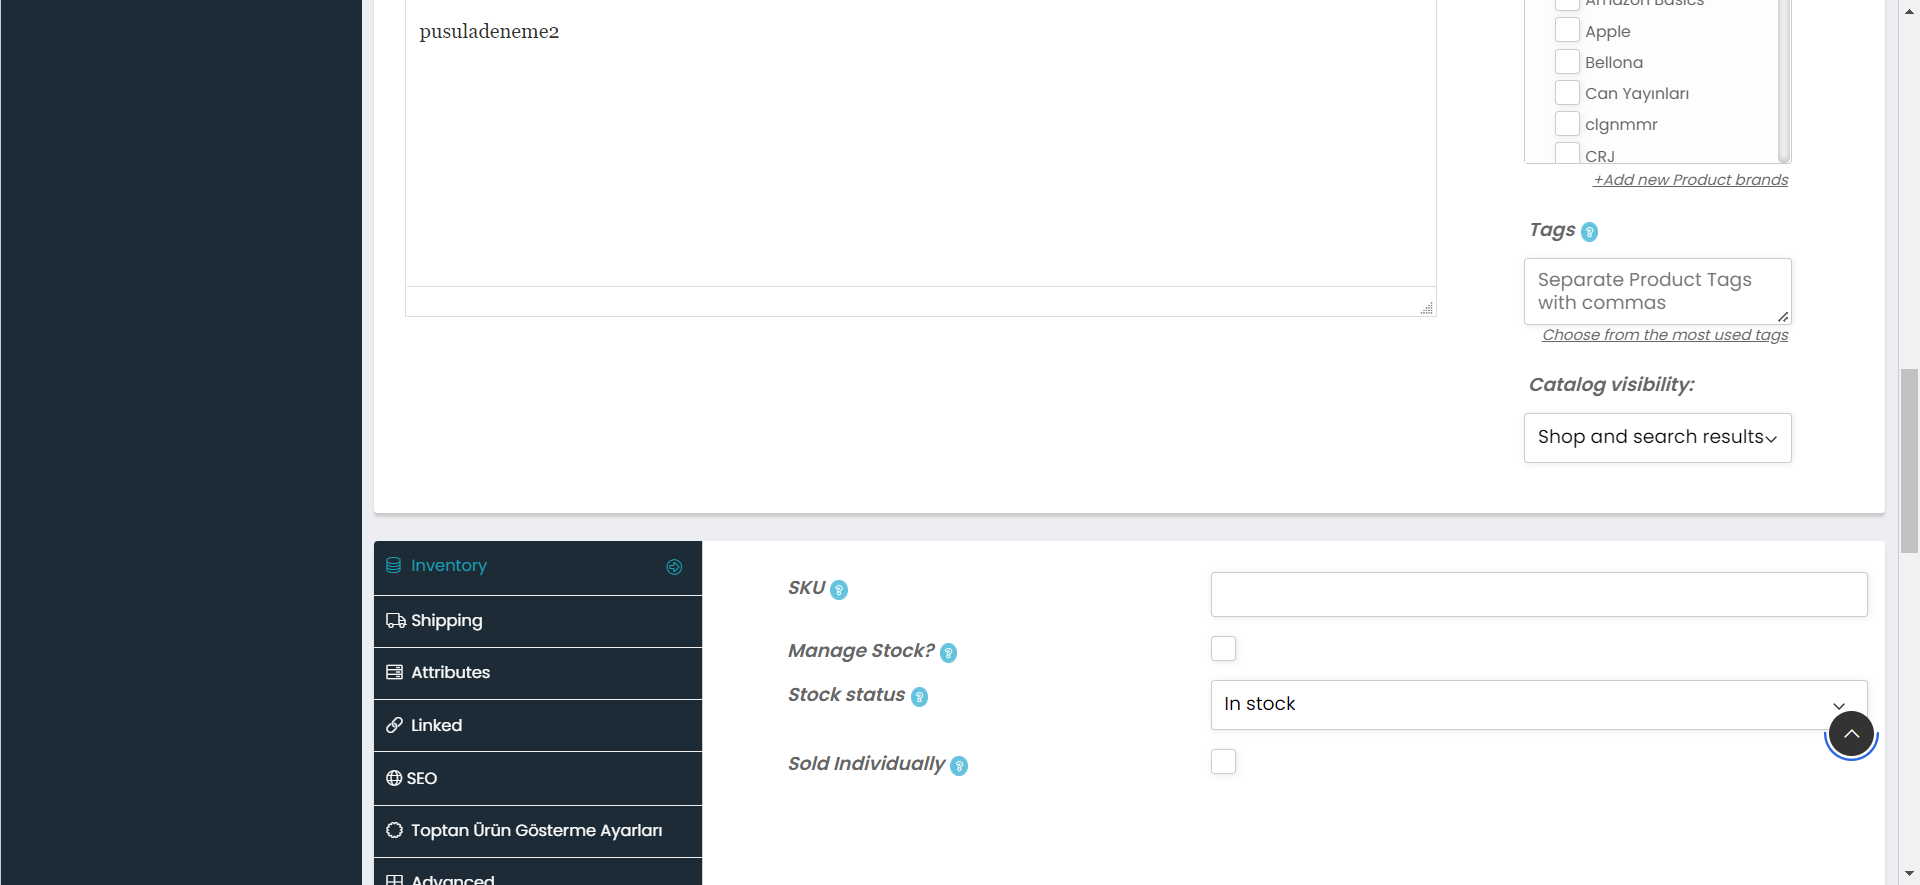 pusuladeneme2
Amazon Basics
Apple
Bellona
Can Yayınları
clgnmmr
CRJ
+Add new Product brands
Tags ?
Separate Product Tags
with commas
Choose from the most used tags
Catalog visibility:
Shop and search results
Inventory
Shipping
Attributes
Linked
SEO
Toptan Ürün Gösterme Ayarları
Advanced
SKU ?
Manage Stock? ?
Stock status ?
In stock
Sold Individually ?